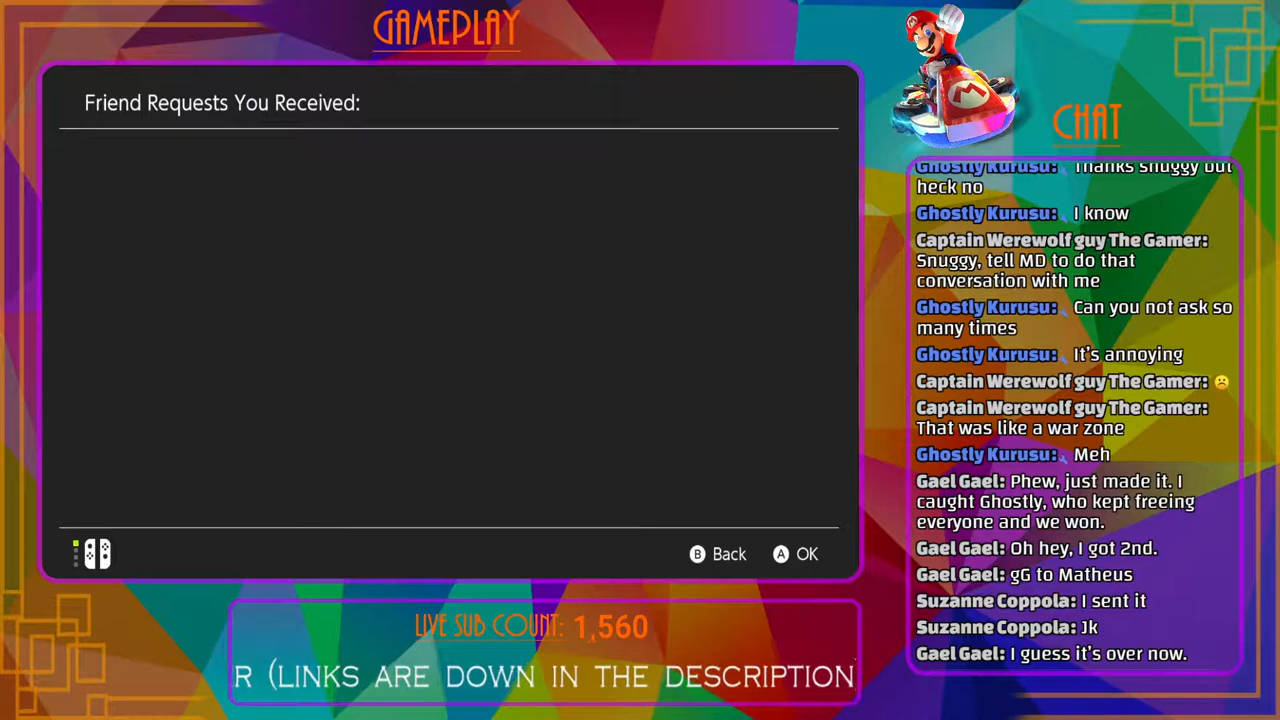 GAMEPLAY
Friend Requests You Received:
B Back
A OK
LIVE SUB COUNT: 1,560
R (LINKS ARE DOWN IN THE DESCRIPTION
M
CHAT
Ghostly Kurusu: Thanks snuggy but
heck no
Ghostly Kurusu: I know
Captain Werewolf guy The Gamer:
Snuggy, tell MD to do that
conversation with me
Ghostly Kurusu: Can you not ask so
many times
Ghostly Kurusu: It's annoying
Captain Werewolf guy The Gamer: ☹️
Captain Werewolf guy The Gamer:
That was like a war zone
Ghostly Kurusu: Meh
Gael Gael: Phew, just made it. I
caught Ghostly, who kept freeing
everyone and we won.
Gael Gael: Oh hey, I got 2nd.
Gael Gael: gG to Matheus
Suzanne Coppola: I sent it
Suzanne Coppola: Jk
Gael Gael: I guess it's over now.